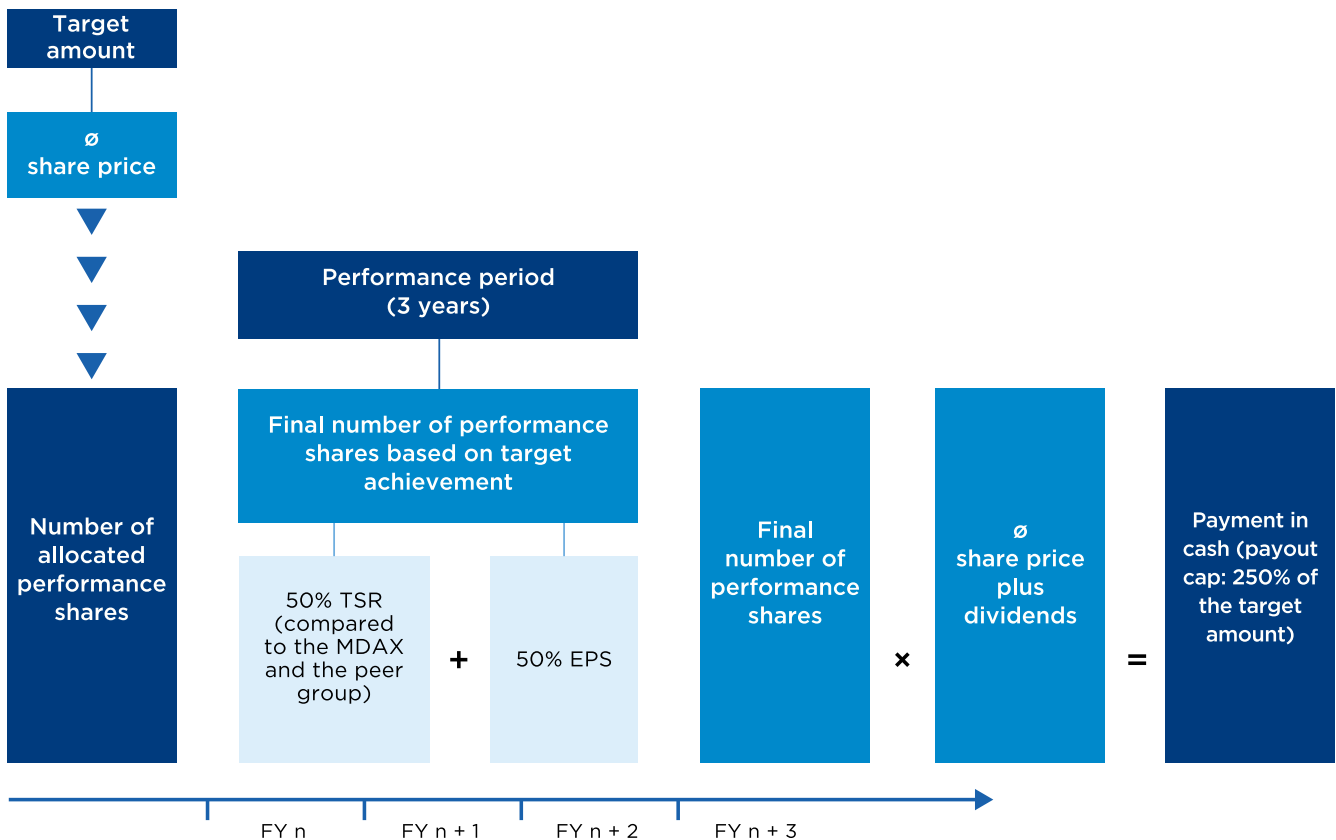 Target
amount
ø
share price
Number of
allocated
performance
shares
Performance period
(3 years)
Final number of performance
shares based on target
achievement
50% TSR
(compared
to the MDAX
and the peer
group)
+
50% EPS
Final
number of
performance
shares
×
ø
share price
plus
dividends
=
Payment in
cash (payout
cap: 250% of
the target
amount)
FY n
FY n + 1
FY n + 2
FY n + 3